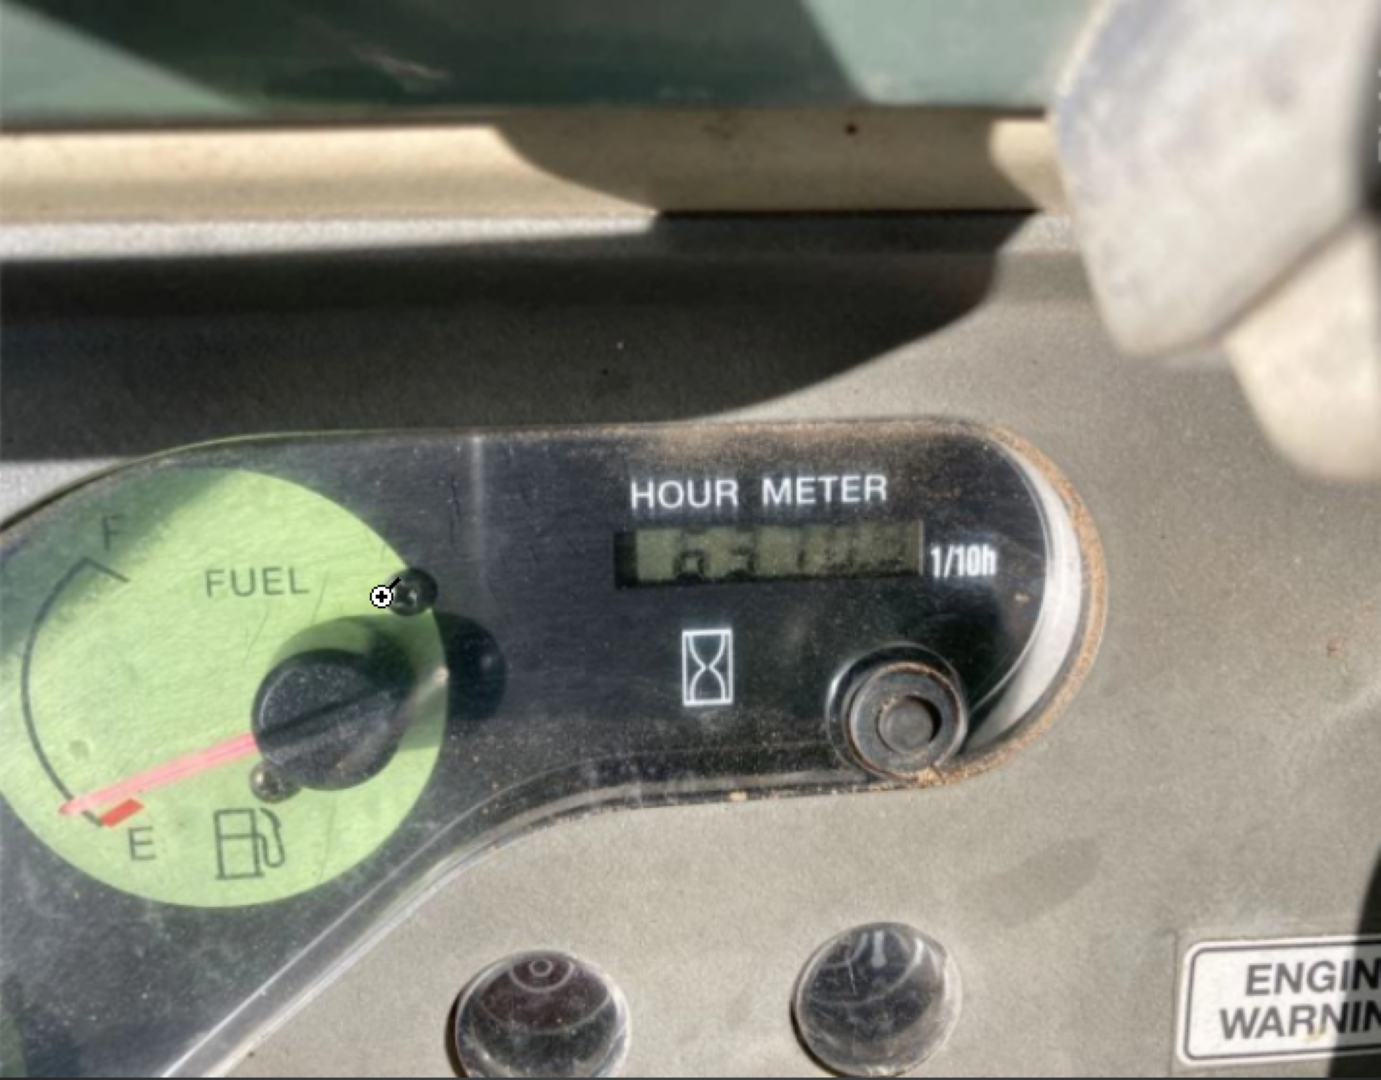 HOUR METER
1/10h
F
FUEL
E
ENGIN
WARNIN